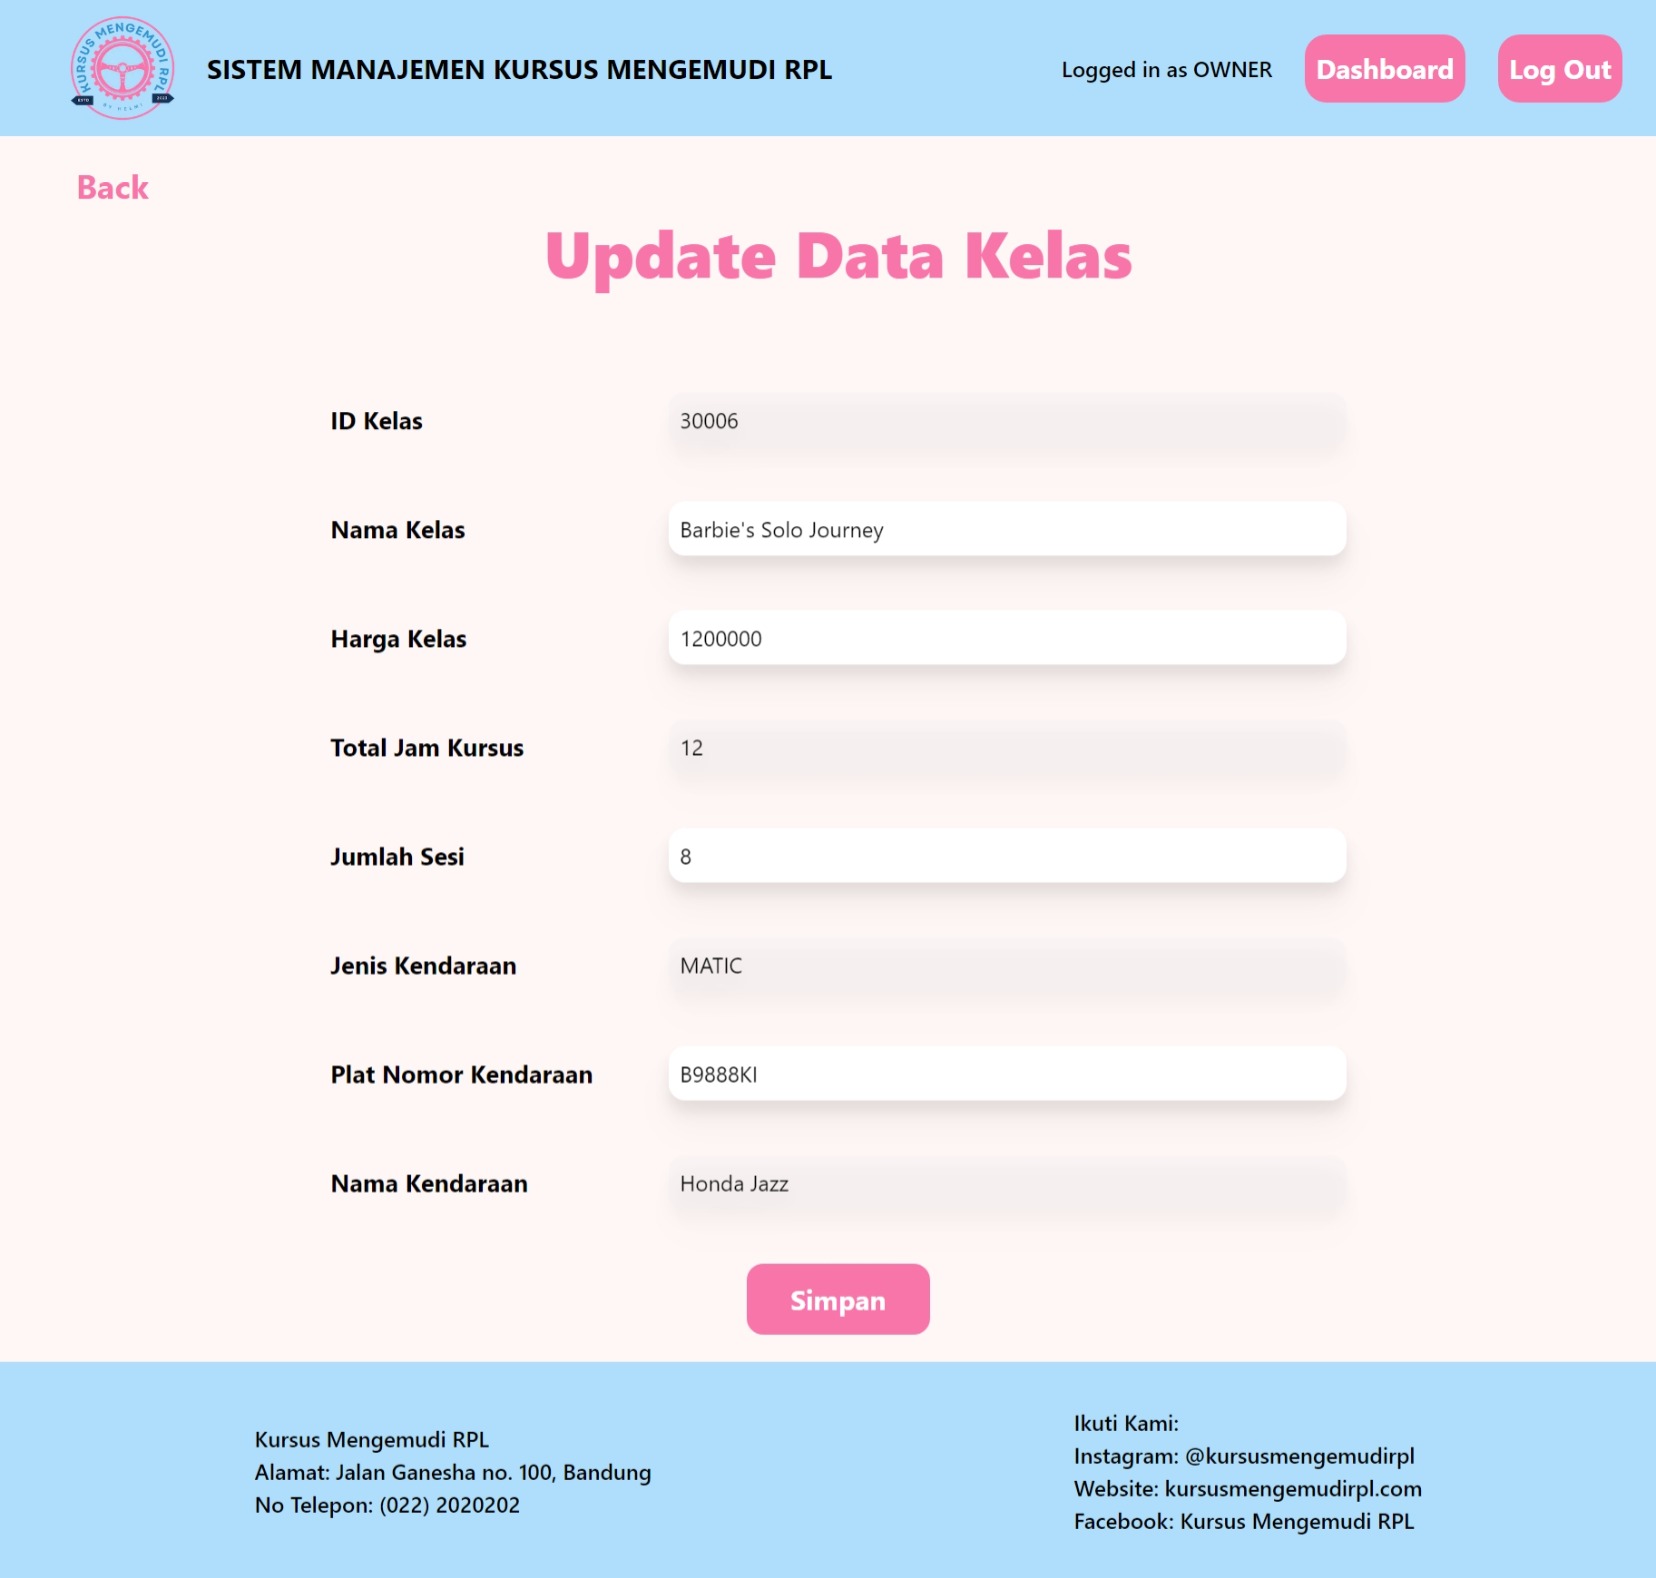 KURSUS MENGEMUDI RPL
BY HELMI
SISTEM MANAJEMEN KURSUS MENGEMUDI RPL
Logged in as OWNER
Dashboard
Log Out
Back
Update Data Kelas
ID Kelas
30006
Nama Kelas
Barbie's Solo Journey
Harga Kelas
1200000
Total Jam Kursus
12
Jumlah Sesi
8
Jenis Kendaraan
MATIC
Plat Nomor Kendaraan
B9888KI
Nama Kendaraan
Honda Jazz
Simpan
Kursus Mengemudi RPL
Alamat: Jalan Ganesha no. 100, Bandung
No Telepon: (022) 2020202
Ikuti Kami:
Instagram: @kursusmengemudirpl
Website: kursusmengemudirpl.com
Facebook: Kursus Mengemudi RPL